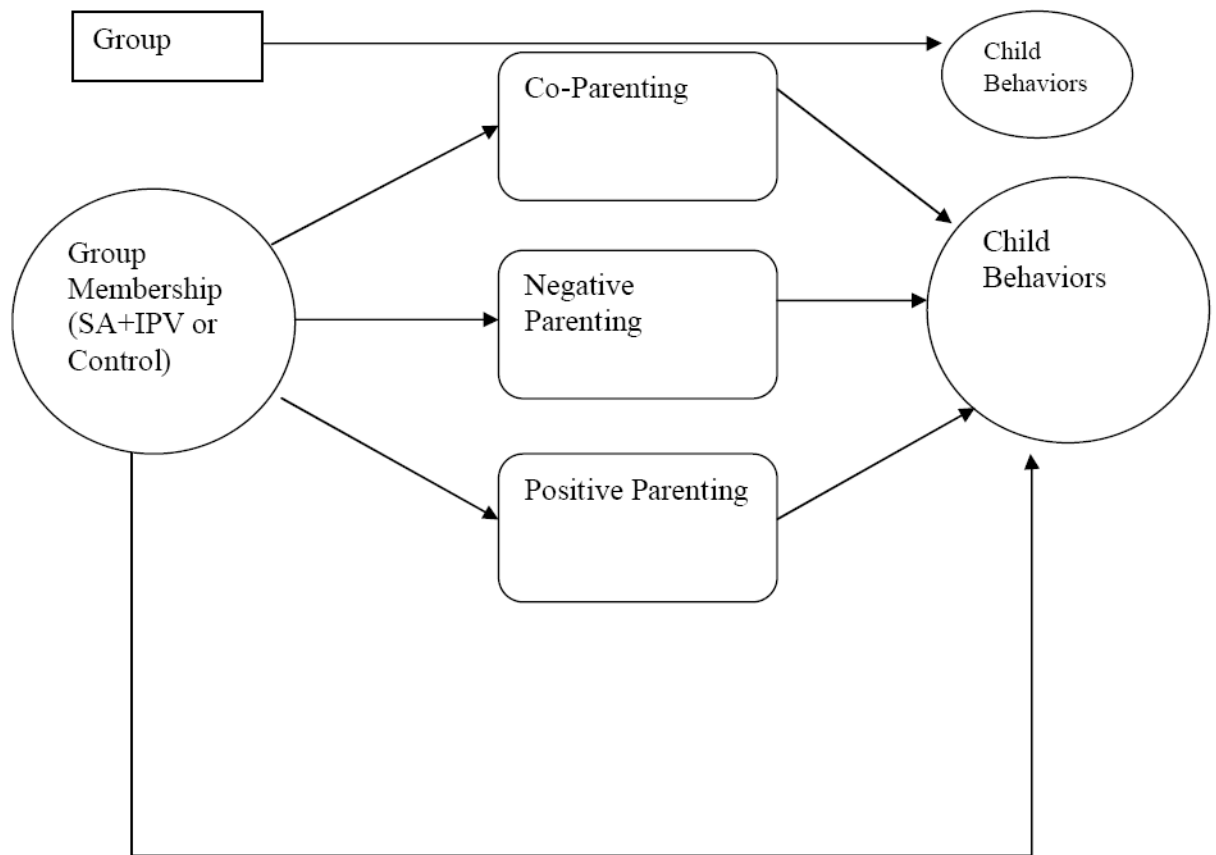 Group
Child
Behaviors
Co-Parenting
Group
Membership
(SA+IPV or
Control)
Negative
Parenting
Child
Behaviors
Positive Parenting